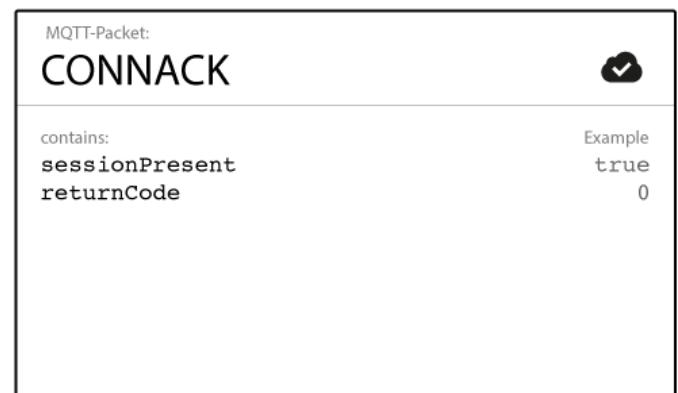 MQTT-Packet:
CONNACK
contains: Example
sessionPresent true
returnCode 0